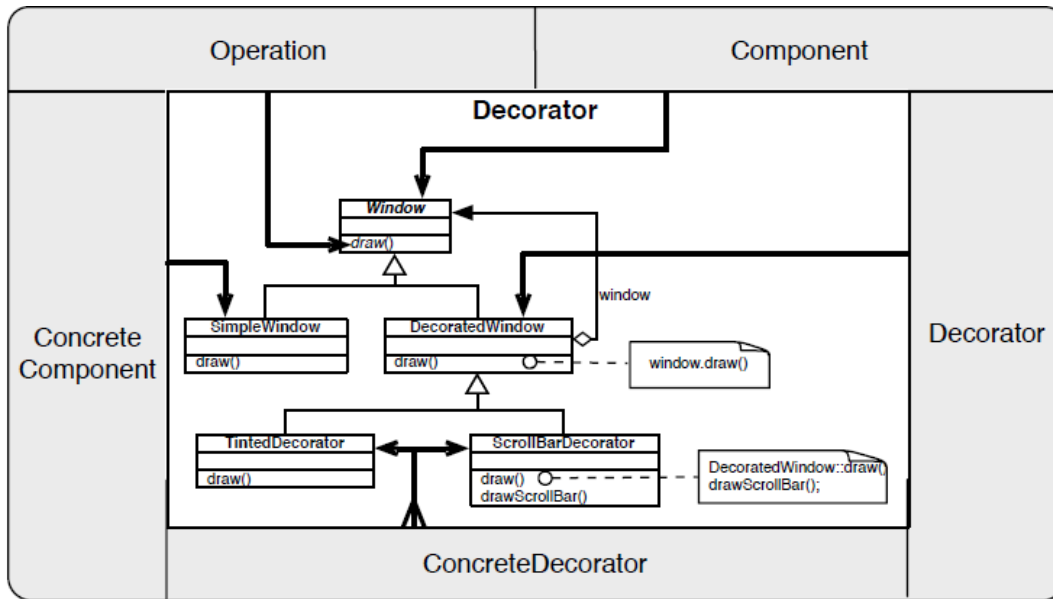 Operation
Component
Decorator
Window
draw()
window
SimpleWindow
draw()
DecoratedWindow
draw()
window.draw()
Concrete
Component
Decorator
TintedDecorator
draw()
ScrollBarDecorator
draw()
drawScrollBar()
DecoratedWindow::draw()
drawScrollBar();
ConcreteDecorator